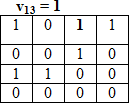 v13 = 1
1 0 1 1
0 0 1 0
1 1 0 0
0 0 0 0